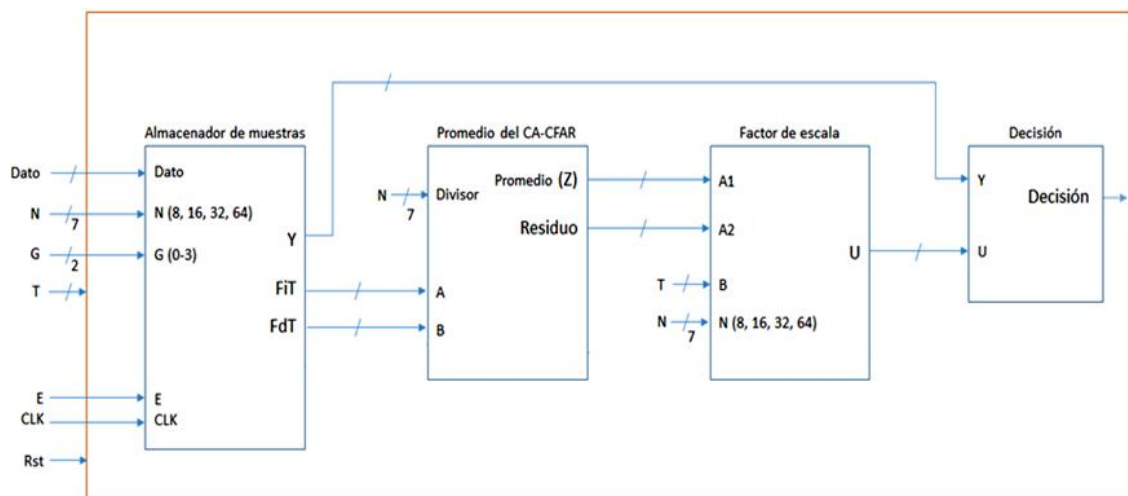 Almacenador de muestras
Promedio del CA-CFAR
Factor de escala
Decisión
Dato
N
7
G
2
T
E
CLK
Rst
Dato
N (8, 16, 32, 64)
G (0-3)
Y
FiT
FdT
E
CLK
N
7
Divisor
Promedio (Z)
Residuo
A
B
A1
A2
T
B
N
7
N (8, 16, 32, 64)
U
Y
Decisión
U